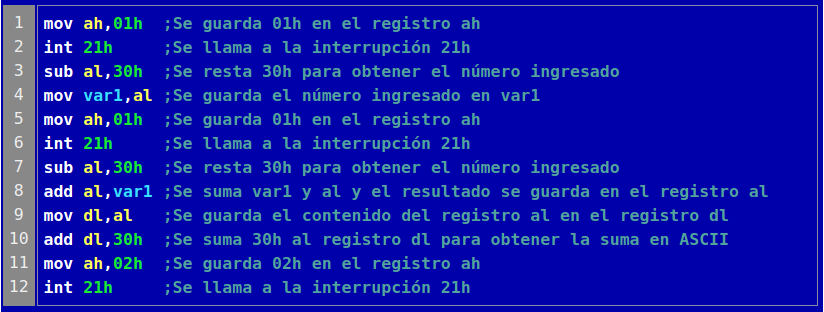 1 mov ah,01h ;Se guarda 01h en el registro ah
2 int 21h ;Se llama a la interrupción 21h
3 sub al,30h ;Se resta 30h para obtener el número ingresado
4 mov var1,al ;Se guarda el número ingresado en var1
5 mov ah,01h ;Se guarda 01h en el registro ah
6 int 21h ;Se llama a la interrupción 21h
7 sub al,30h ;Se resta 30h para obtener el número ingresado
8 add al,var1 ;Se suma var1 y al y el resultado se guarda en el registro al
9 mov dl,al ;Se guarda el contenido del registro al en el registro dl
10 add dl,30h ;Se suma 30h al registro dl para obtener la suma en ASCII
11 mov ah,02h ;Se guarda 02h en el registro ah
12 int 21h ;Se llama a la interrupción 21h